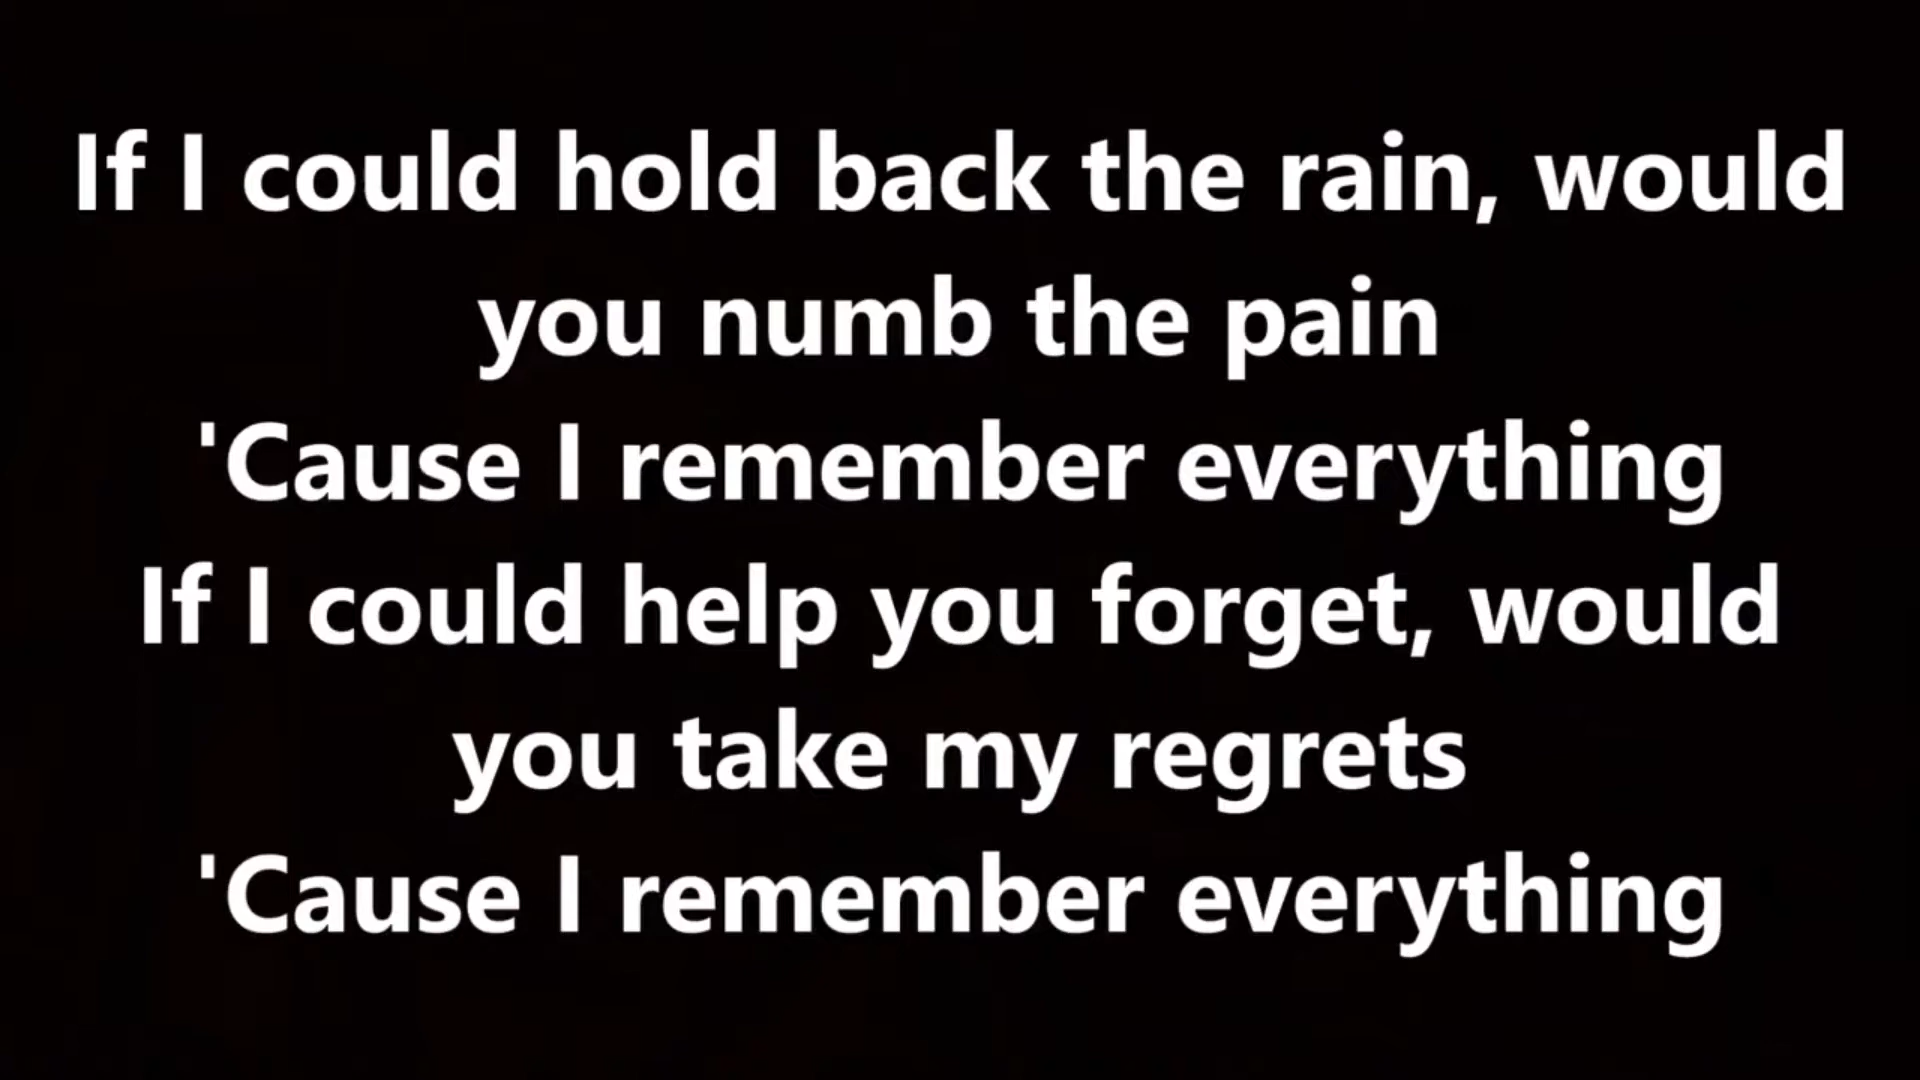 If I could hold back the rain, would
you numb the pain
'Cause I remember everything
If I could help you forget, would
you take my regrets
'Cause I remember everything